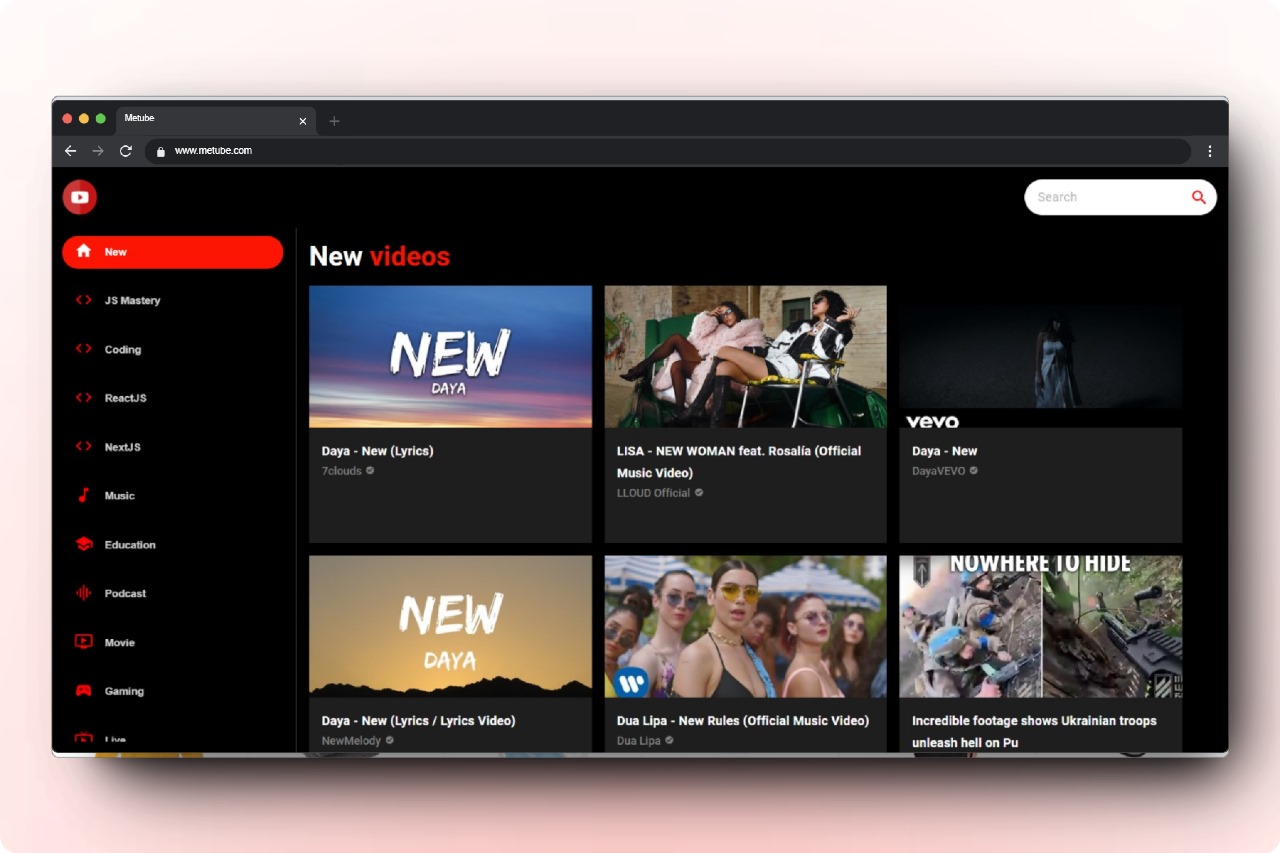 Metube
www.metube.com
Search
New
JS Mastery
Coding
ReactJS
NextJS
Music
Education
Podcast
Movie
Gaming
Live
New videos
NEW
DAYA
vevo
Daya - New (Lyrics)
7clouds
LISA - NEW WOMAN feat. Rosalía (Official
Music Video)
LLOUD Official
Daya - New
DayaVEVO
NEW
DAYA
NOWHERE TO HIDE
Daya - New (Lyrics / Lyrics Video)
NewMelody
Dua Lipa - New Rules (Official Music Video)
Dua Lipa
Incredible footage shows Ukrainian troops
unleash hell on Pu